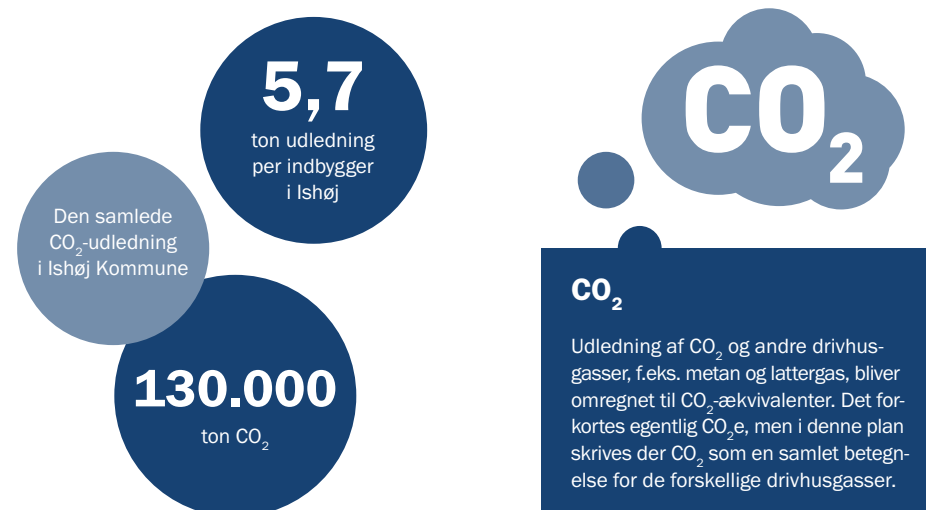 5,7
ton udledning
per indbygger
i Ishøj
Den samlede
CO₂-udledning
i Ishøj Kommune
130.000
ton CO₂
CO₂
CO₂
Udledning af CO₂ og andre drivhus-
gasser, f.eks. metan og lattergas, bliver
omregnet til CO₂-ækvivalenter. Det for-
kortes egentlig CO₂e, men i denne plan
skrives der CO₂ som en samlet betegn-
else for de forskellige drivhusgasser.